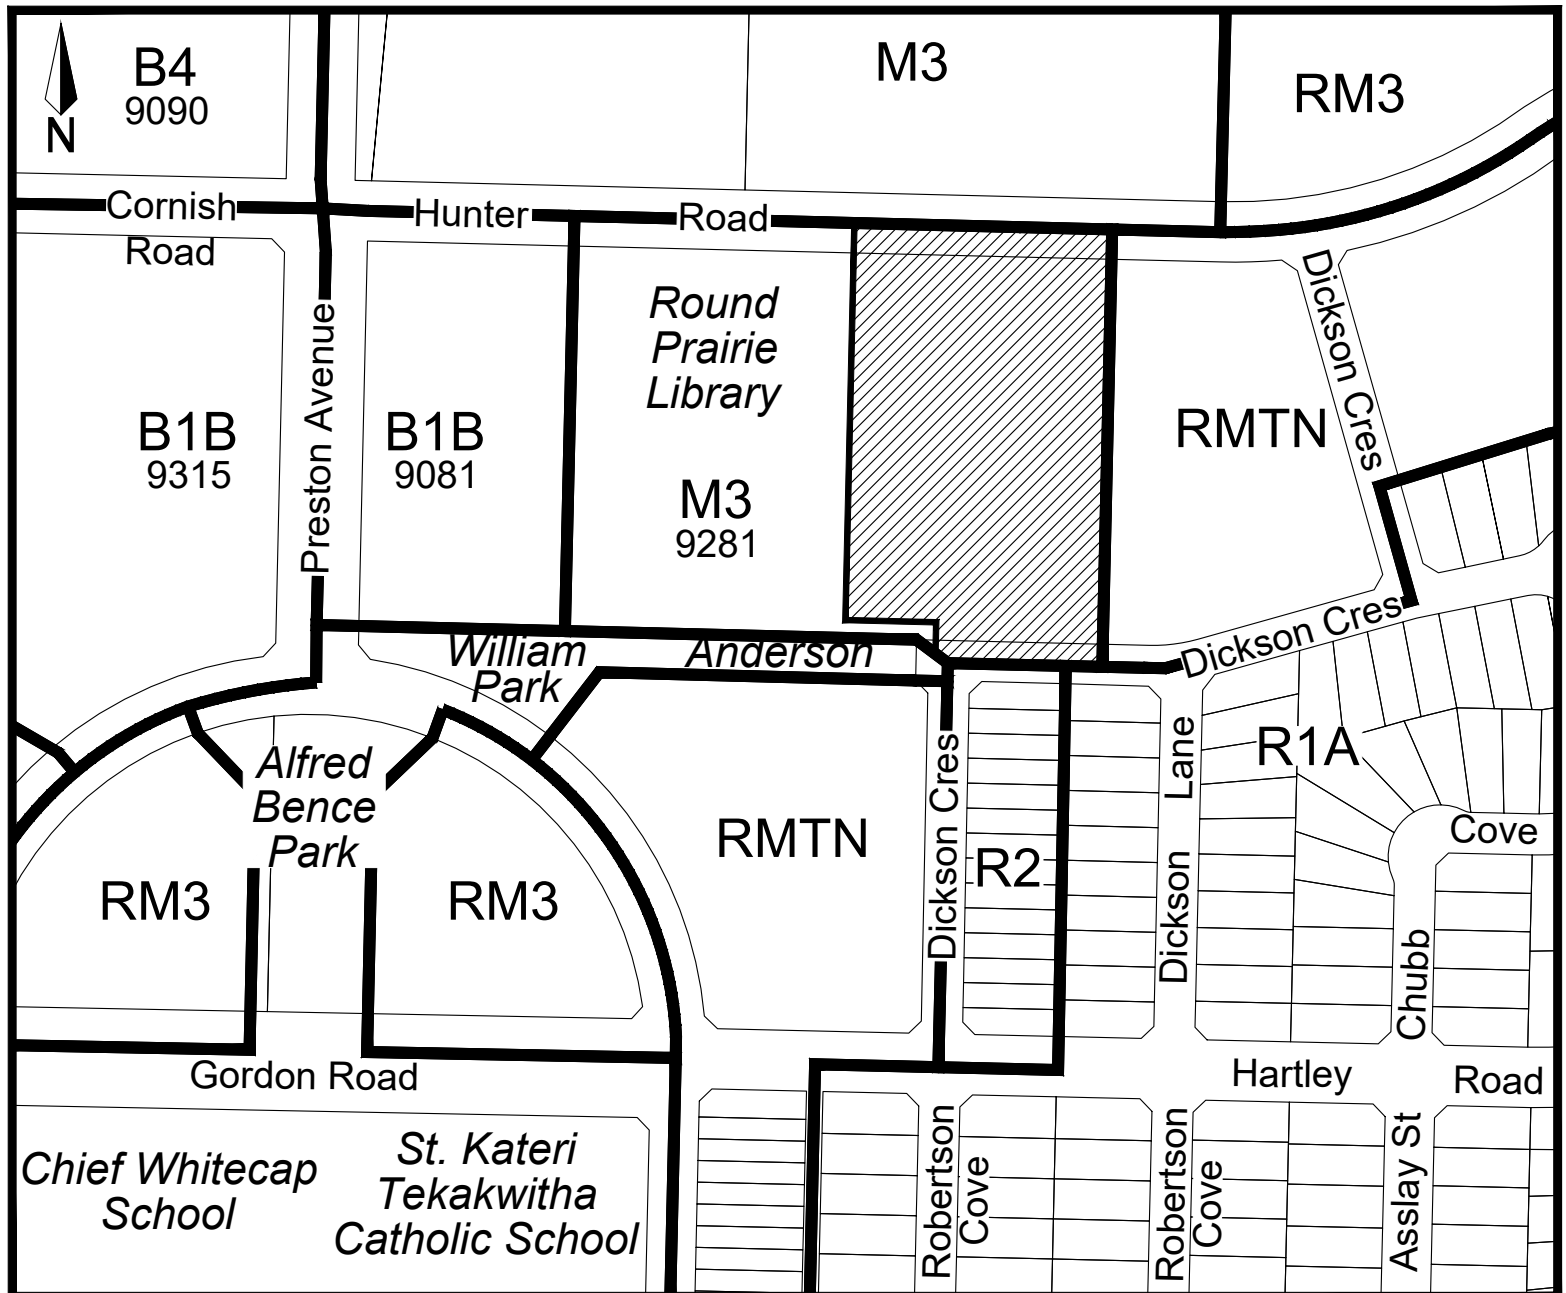 B4
9090
N
M3
RM3
Cornish
Road
Hunter
Road
Round
Prairie
Library
M3
9281
Preston Avenue
B1B
9315
B1B
9081
RMTN
Dickson Cres
Dickson Cres
William
Park
Anderson
Alfred
Bence
Park
RM3
RM3
RMTN
Dickson Cres
R2
Dickson Lane
R1A
Cove
Chubb
Gordon Road
Hartley
Road
Chief Whitecap
School
St. Kateri
Tekakwitha
Catholic School
Robertson
Cove
Robertson
Cove
Asslay St